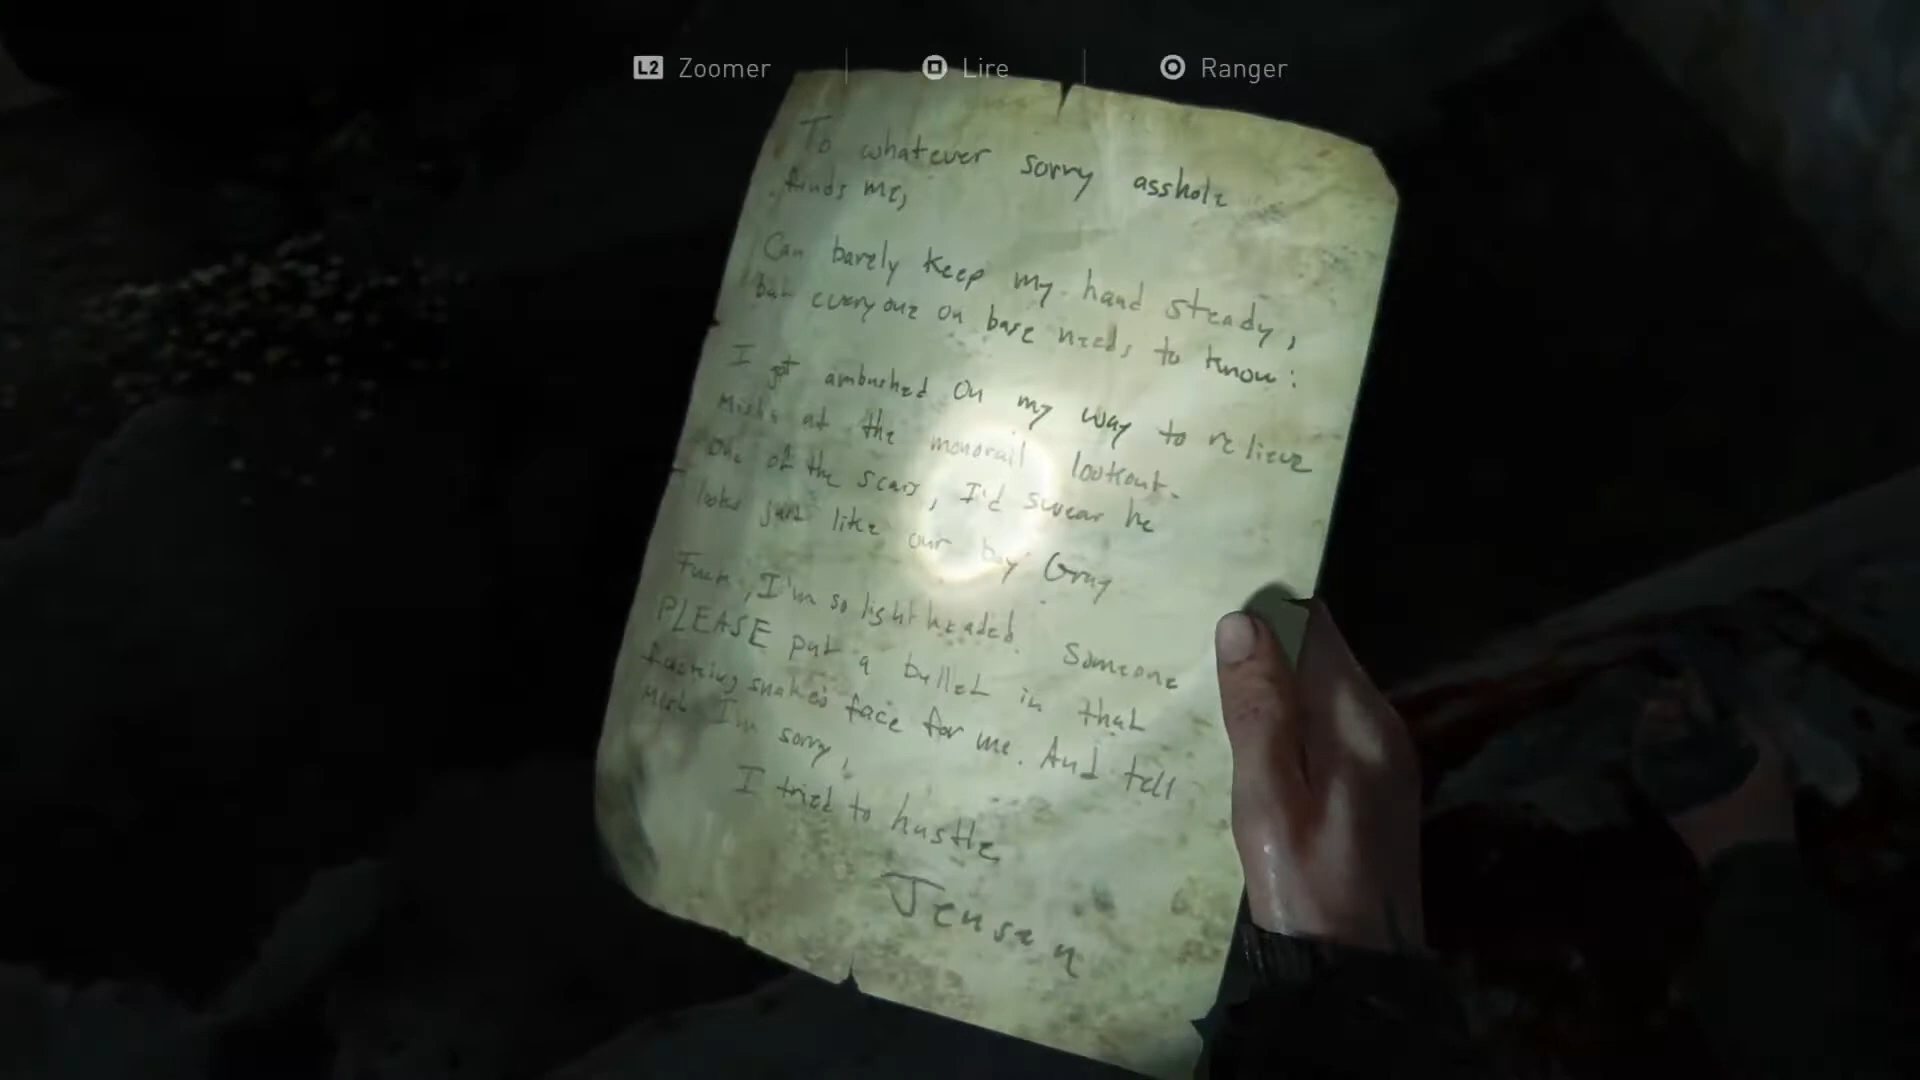 L2 Zoomer Lire Ranger
To whatever sorry asshole
finds me,
Can barely keep my hand steady,
but everyone on base needs to know:
I got ambushed on my way to relieve
Mish at the monorail lookout.
One of the scars, I'd swear he
looks just like our boy Gray
Fuck, I'm so lightheaded. Someone
PLEASE put a bullet in that
fucking snake's face for me. And tell
Mish I'm sorry,
I tried to hustle
Jensen